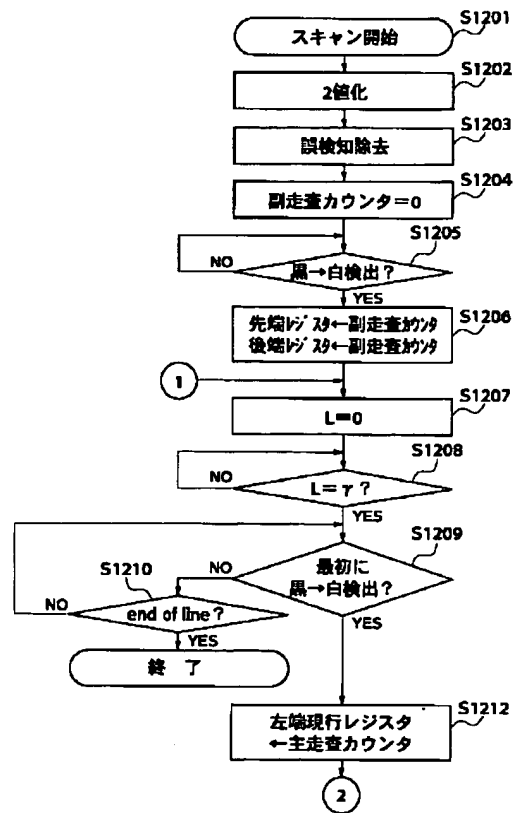 S1201
スキャン開始
S1202
2値化
S1203
誤検知除去
S1204
副走査カウンタ=0
S1205
黒→白検出?
NO
YES
S1206
先端レジスタ←副走査カウンタ
後端レジスタ←副走査カウンタ
1
S1207
L=0
S1208
NO
L=γ?
YES
S1209
最初に
黒→白検出?
NO
S1210
NO
end of line?
YES
YES
終 了
S1212
左端現行レジスタ
←主走査カウンタ
2